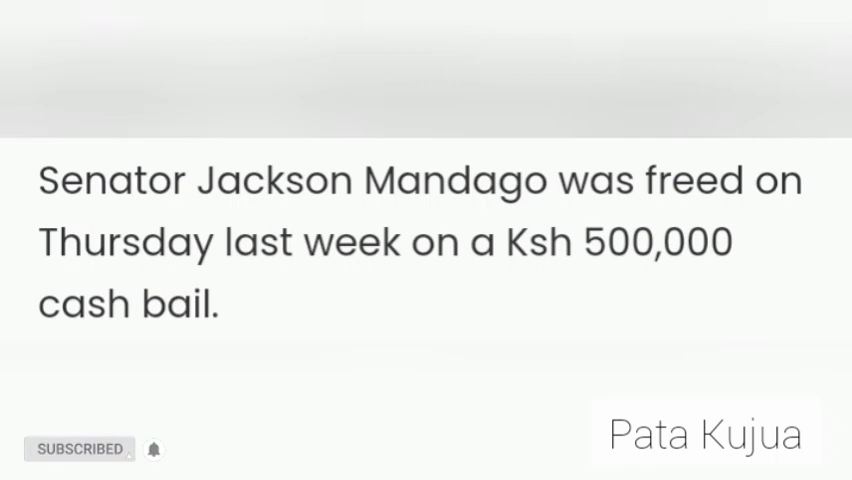 Senator Jackson Mandago was freed on
Thursday last week on a Ksh 500,000
cash bail.
SUBSCRIBED
Pata Kujua